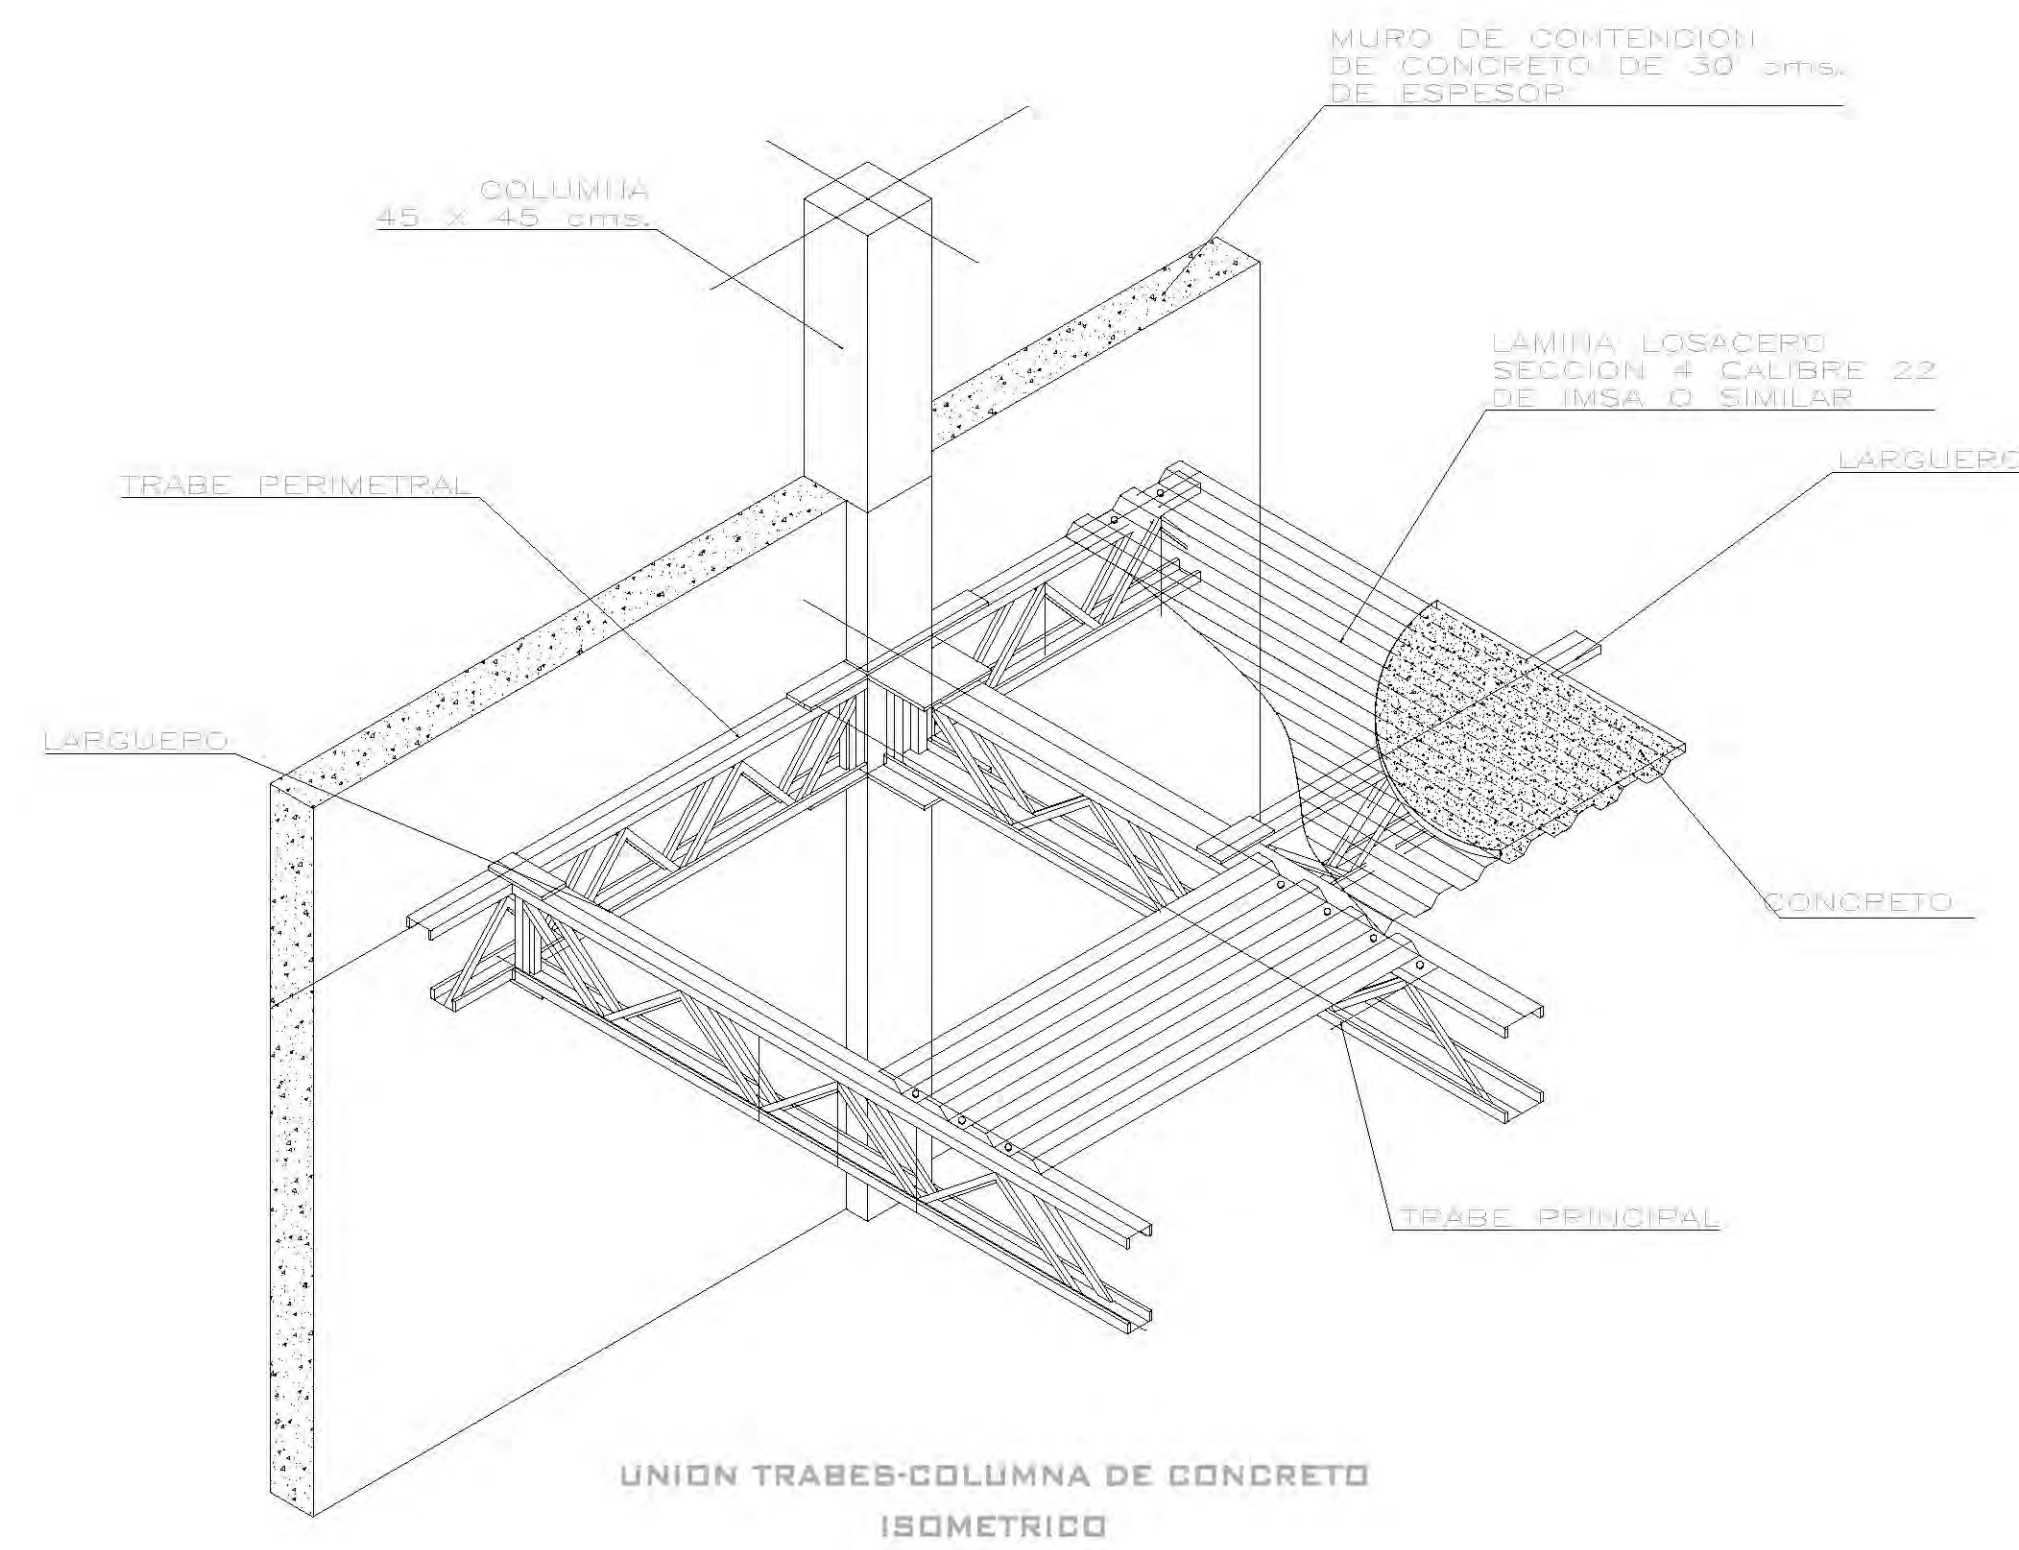 MURO DE CONTENCION
DE CONCRETO DE 30 cms.
DE ESPESOR
COLUMNA
45 X 45 cms.
LAMINA LOSACERO
SECCION 4 CALIBRE 22
DE IMSA O SIMILAR
LARGUERO
TRABE PERIMETRAL
LARGUERO
CONCRETO
TRABE PRINCIPAL
UNION TRABES-COLUMNA DE CONCRETO
ISOMETRICO